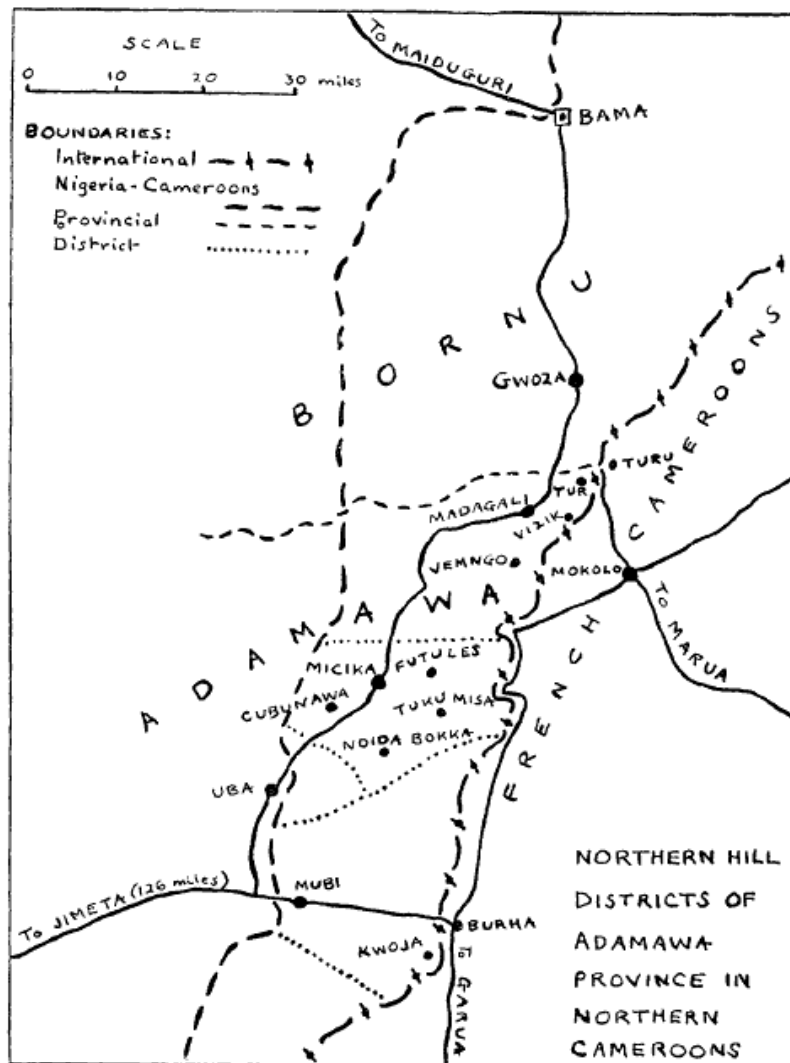 SCALE
0 10 20 30 miles
TO MAIDUGURI
BAMA
BOUNDARIES:
International
Nigeria-Cameroons
Provincial
District
BORNU
GWOZA
TURU
TUR
MADAGALI
VIZIK
JEMNGO
MOKOLO
FRENCH CAMEROONS
TO MARUA
ADAMAWA
MICIKA
FUTULES
CUBUNAWA
TUKU MISA
NOIDA BOKKA
UBA
TO JIMETA (126 miles)
MUBI
BURHA
KWOJA
TO GARUA
NORTHERN HILL
DISTRICTS OF
ADAMAWA
PROVINCE IN
NORTHERN
CAMEROONS